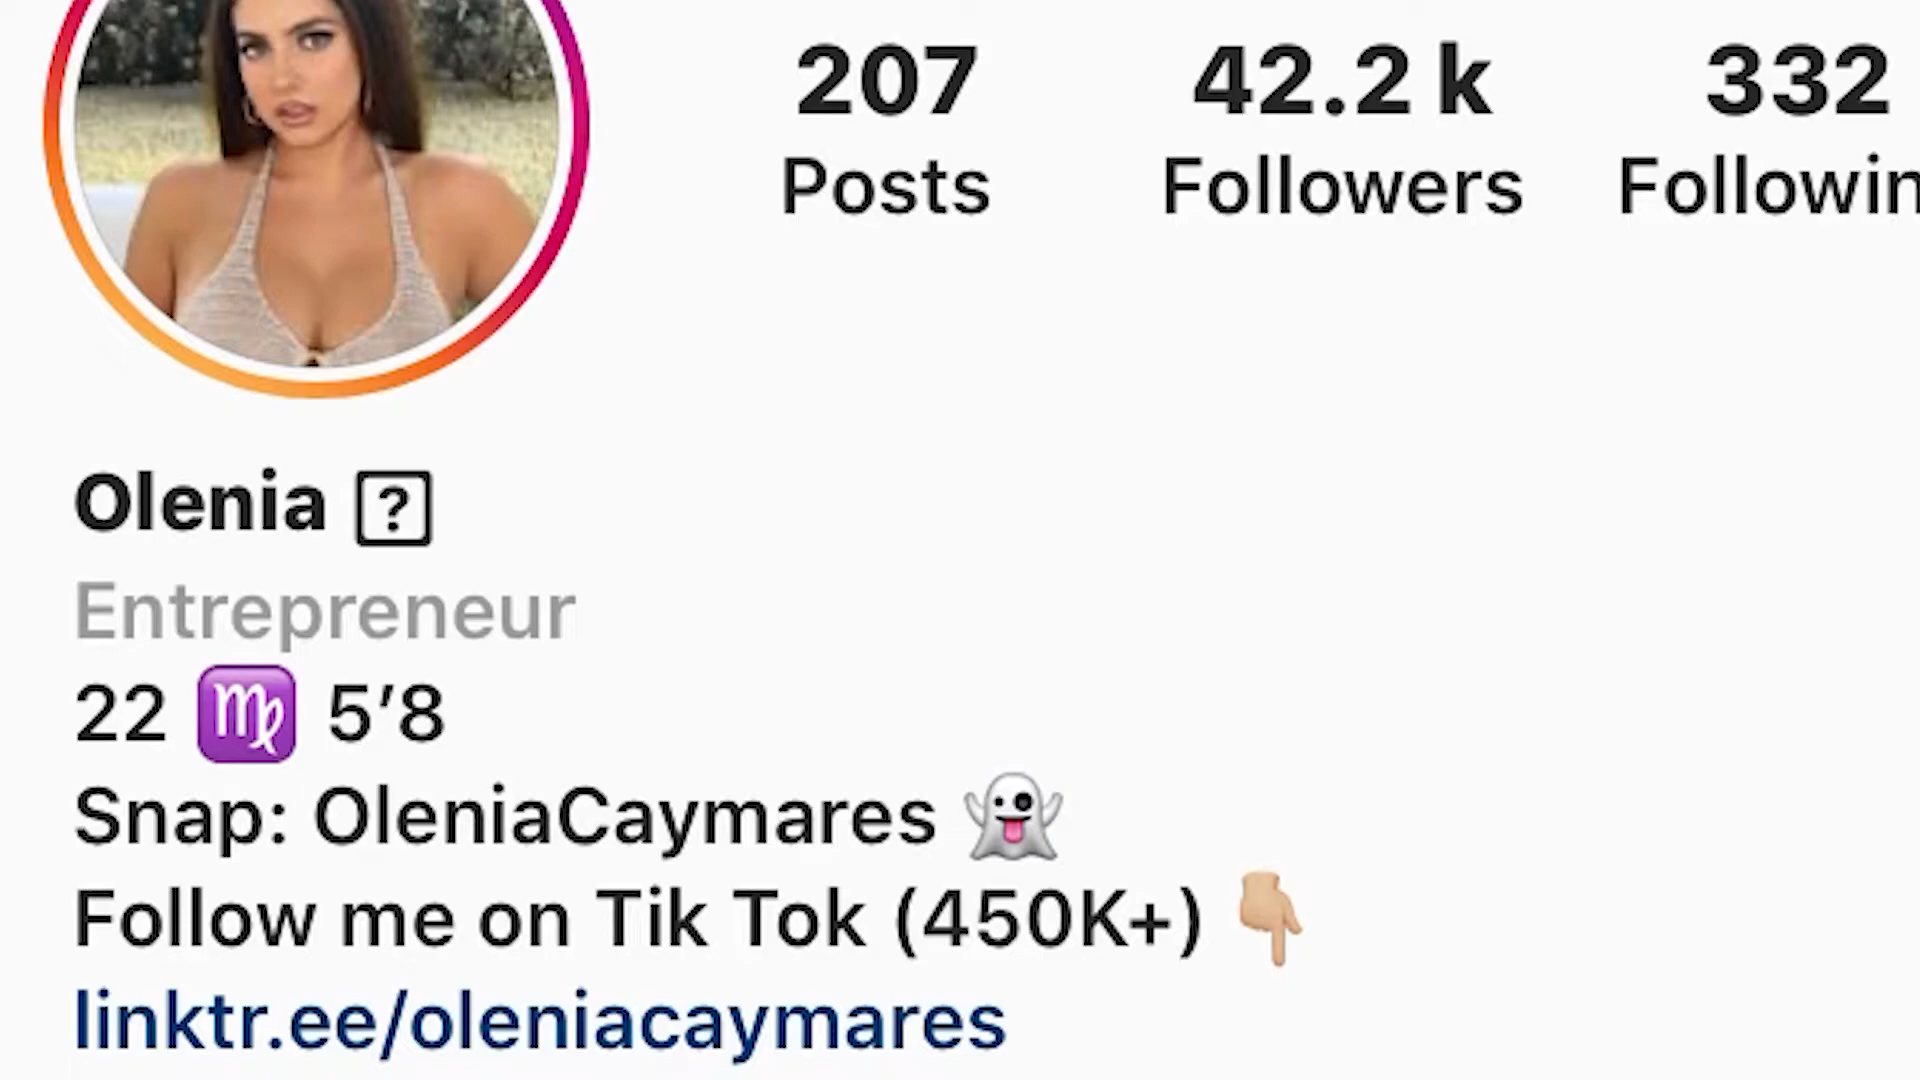 207 42.2 k 332
Posts Followers Followin
Olenia
Entrepreneur
22 ♍ 5’8
Snap: OleniaCaymares 👻
Follow me on Tik Tok (450K+) 👇🏼
linktr.ee/oleniacaymares